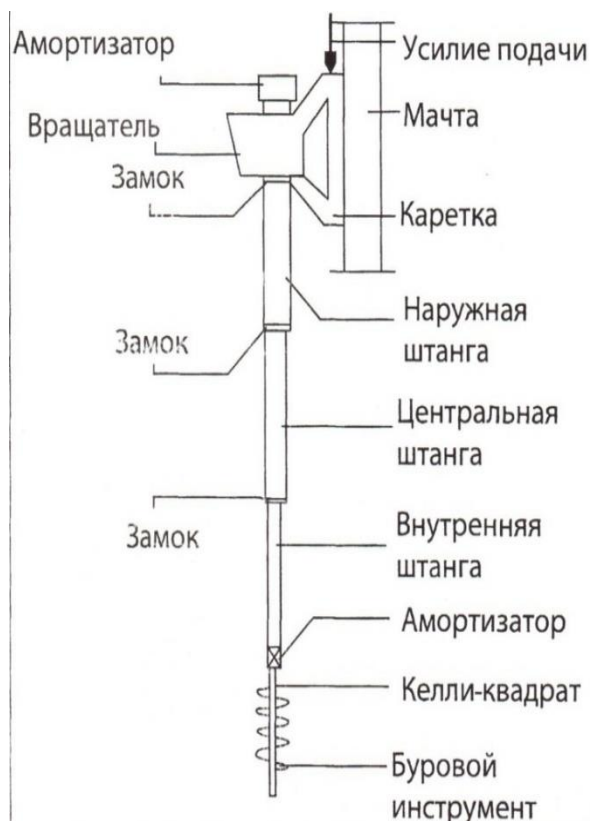 Амортизатор
Усилие подачи
Вращатель
Мачта
Замок
Каретка
Наружная
штанга
Замок
Центральная
штанга
Замок
Внутренняя
штанга
Амортизатор
Келли-квадрат
Буровой
инструмент